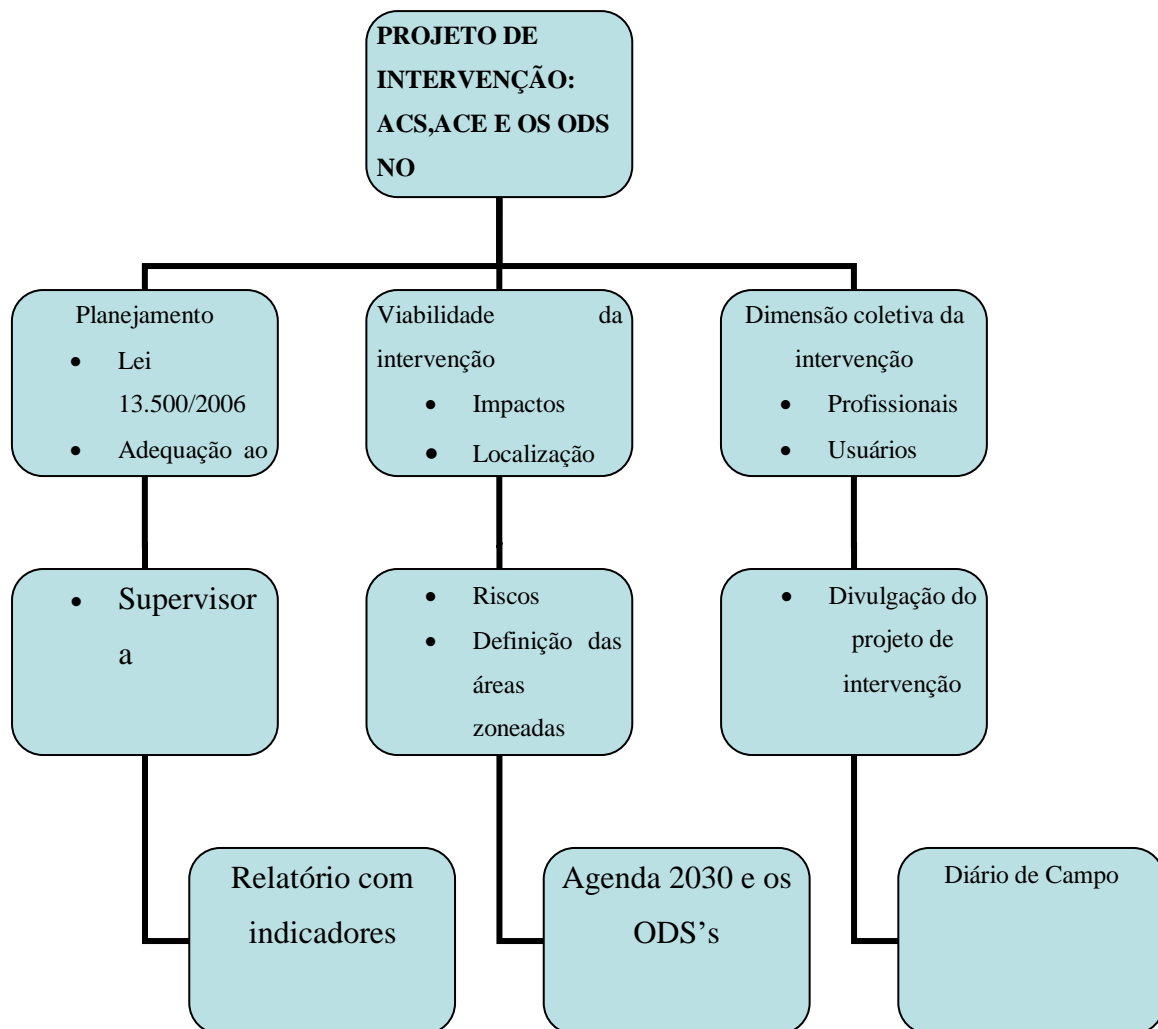 PROJETO DE
INTERVENÇÃO:
ACS,ACE E OS ODS
NO
Planejamento
• Lei
13.500/2006
• Adequação ao
Viabilidade da
intervenção
• Impactos
• Localização
Dimensão coletiva da
intervenção
• Profissionais
• Usuários
• Supervisor
a
• Riscos
• Definição das
áreas
zoneadas
• Divulgação do
projeto de
intervenção
Relatório com
indicadores
Agenda 2030 e os
ODS’s
Diário de Campo